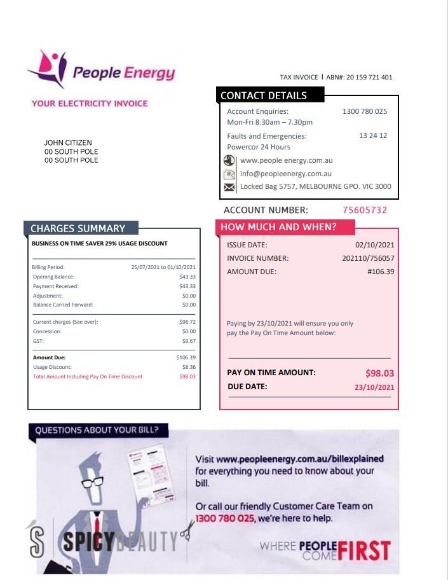 People Energy
TAX INVOICE | ABN#: 20 159 721 401
YOUR ELECTRICITY INVOICE
JOHN CITIZEN
00 SOUTH POLE
00 SOUTH POLE
CONTACT DETAILS
Account Enquiries: 1300 780 025
Mon-Fri 8.30am – 7.30pm
Faults and Emergencies: 13 24 12
Powercor 24 Hours
www.people energy.com.au
info@peopleenergy.com.au
Locked Bag 5757, MELBOURNE GPO. VIC 3000
ACCOUNT NUMBER: 75605732
CHARGES SUMMARY
BUSINESS ON TIME SAVER 29% USAGE DISCOUNT
Billing Period: 25/07/2021 to 01/10/2021
Opening Balance: $43.33
Payment Received: $43.33
Adjustment: $0.00
Balance Carried Forward: $0.00
Current charges (See over): $96.72
Concession: $0.00
GST: $9.67
Amount Due: $106.39
Usage Discount: $8.36
Total Amount Including Pay On Time Discount $98.03
HOW MUCH AND WHEN?
ISSUE DATE: 02/10/2021
INVOICE NUMBER: 202110/756057
AMOUNT DUE: #106.39
Paying by 23/10/2021 will ensure you only
pay the Pay On Time Amount below:
PAY ON TIME AMOUNT: $98.03
DUE DATE: 23/10/2021
QUESTIONS ABOUT YOUR BILL?
Visit www.peopleenergy.com.au/billexplained
for everything you need to know about your
bill.
Or call our friendly Customer Care Team on
1300 780 025, we're here to help.
SPICYBEAUTY
WHERE PEOPLE COME FIRST